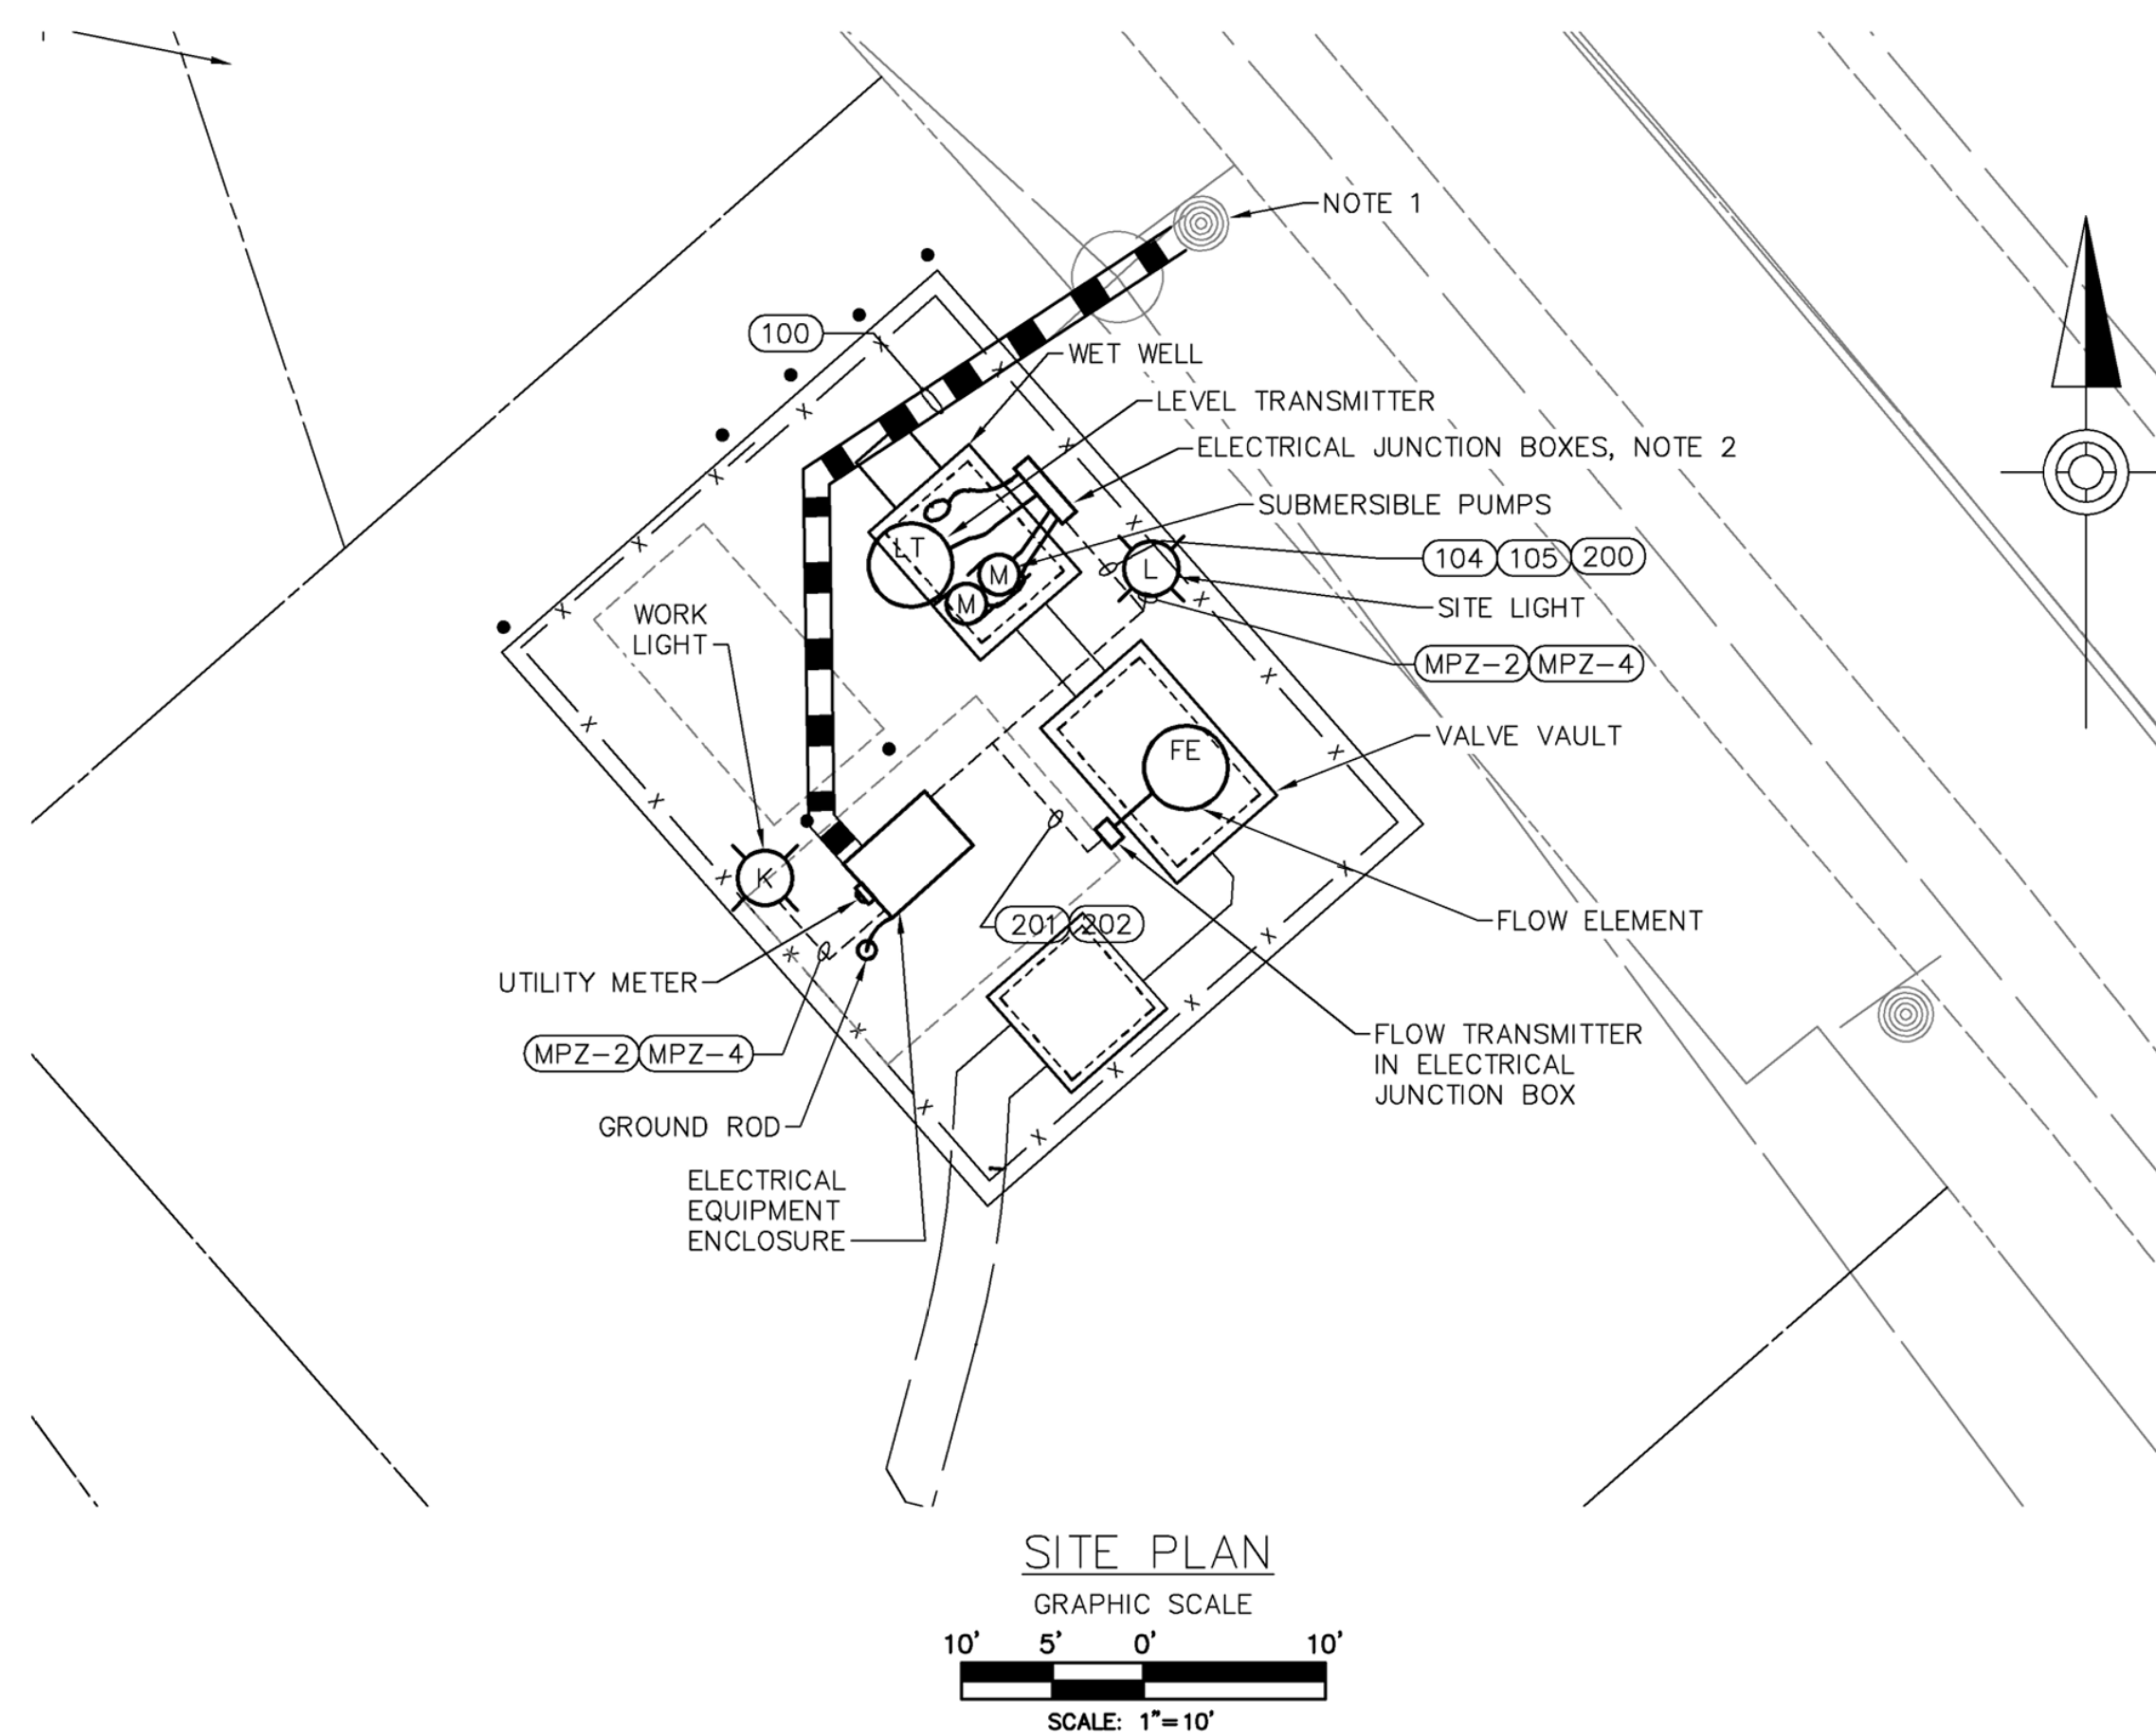 NOTE 1
100
WET WELL
LEVEL TRANSMITTER
ELECTRICAL JUNCTION BOXES, NOTE 2
SUBMERSIBLE PUMPS
LT
M
M
L
104 105 200
SITE LIGHT
WORK
LIGHT
MPZ-2 MPZ-4
VALVE VAULT
FE
K
201 202
FLOW ELEMENT
UTILITY METER
MPZ-2 MPZ-4
FLOW TRANSMITTER
IN ELECTRICAL
JUNCTION BOX
GROUND ROD
ELECTRICAL
EQUIPMENT
ENCLOSURE
SITE PLAN
GRAPHIC SCALE
10' 5' 0' 10'
SCALE: 1"=10'